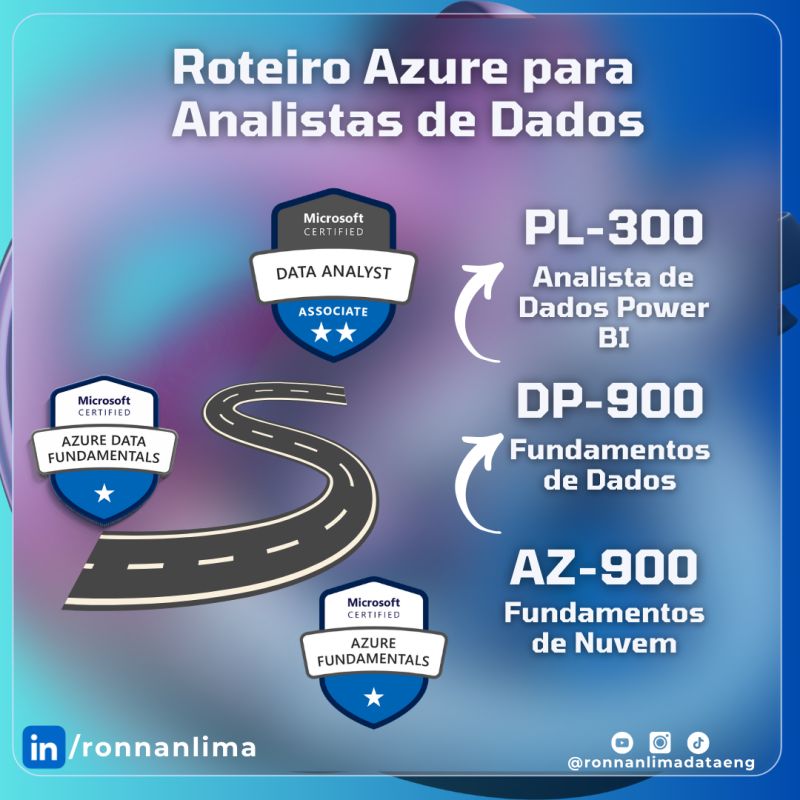 Roteiro Azure para
Analistas de Dados
Microsoft
CERTIFIED
DATA ANALYST
ASSOCIATE
PL-300
Analista de
Dados Power
BI
Microsoft
CERTIFIED
AZURE DATA
FUNDAMENTALS
DP-900
Fundamentos
de Dados
Microsoft
CERTIFIED
AZURE
FUNDAMENTALS
AZ-900
Fundamentos
de Nuvem
in/ronnanlima
@ronnanlimadataeng